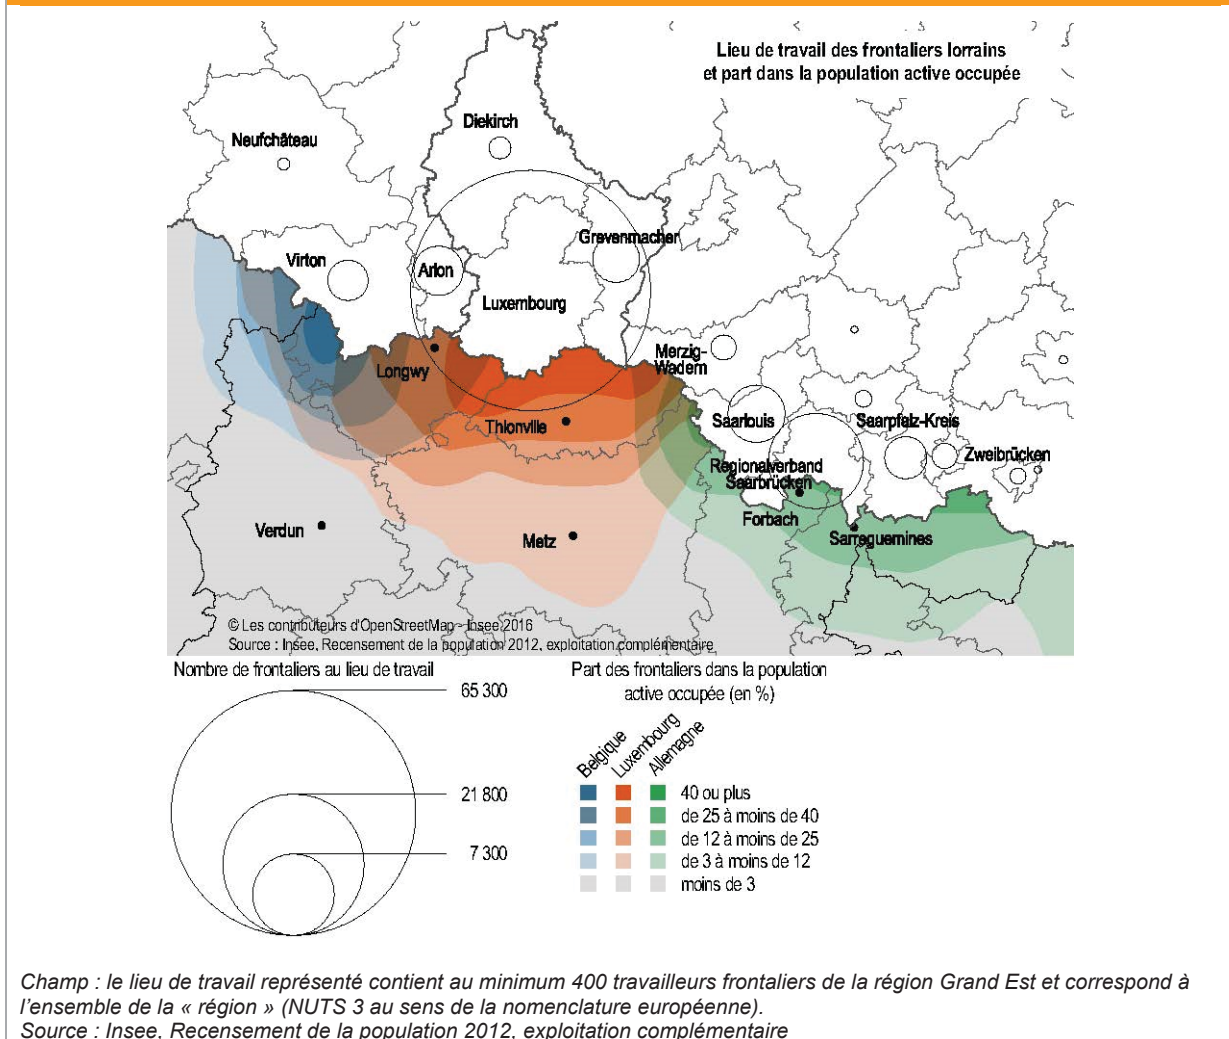 Lieu de travail des frontaliers lorrains
et part dans la population active occupée
Diekirch
Neufchâteau
Grevenmacher
Virton
Arlon
Luxembourg
Merzig-
Wadern
Longwy
Thionville
Saarlouis
Saarpfalz-Kreis
Zweibrücken
Regionalverband
Saarbrücken
Forbach
Sarreguemines
Verdun
Metz
© Les contributeurs d'OpenStreetMap - Insee 2016
Source : Insee, Recensement de la population 2012, exploitation complémentaire
Nombre de frontaliers au lieu de travail
65 300
21 800
7 300
Part des frontaliers dans la population
active occupée (en %)
Belgique
Luxembourg
Allemagne
40 ou plus
de 25 à moins de 40
de 12 à moins de 25
de 3 à moins de 12
moins de 3
Champ : le lieu de travail représenté contient au minimum 400 travailleurs frontaliers de la région Grand Est et correspond à
l'ensemble de la « région » (NUTS 3 au sens de la nomenclature européenne).
Source : Insee, Recensement de la population 2012, exploitation complémentaire